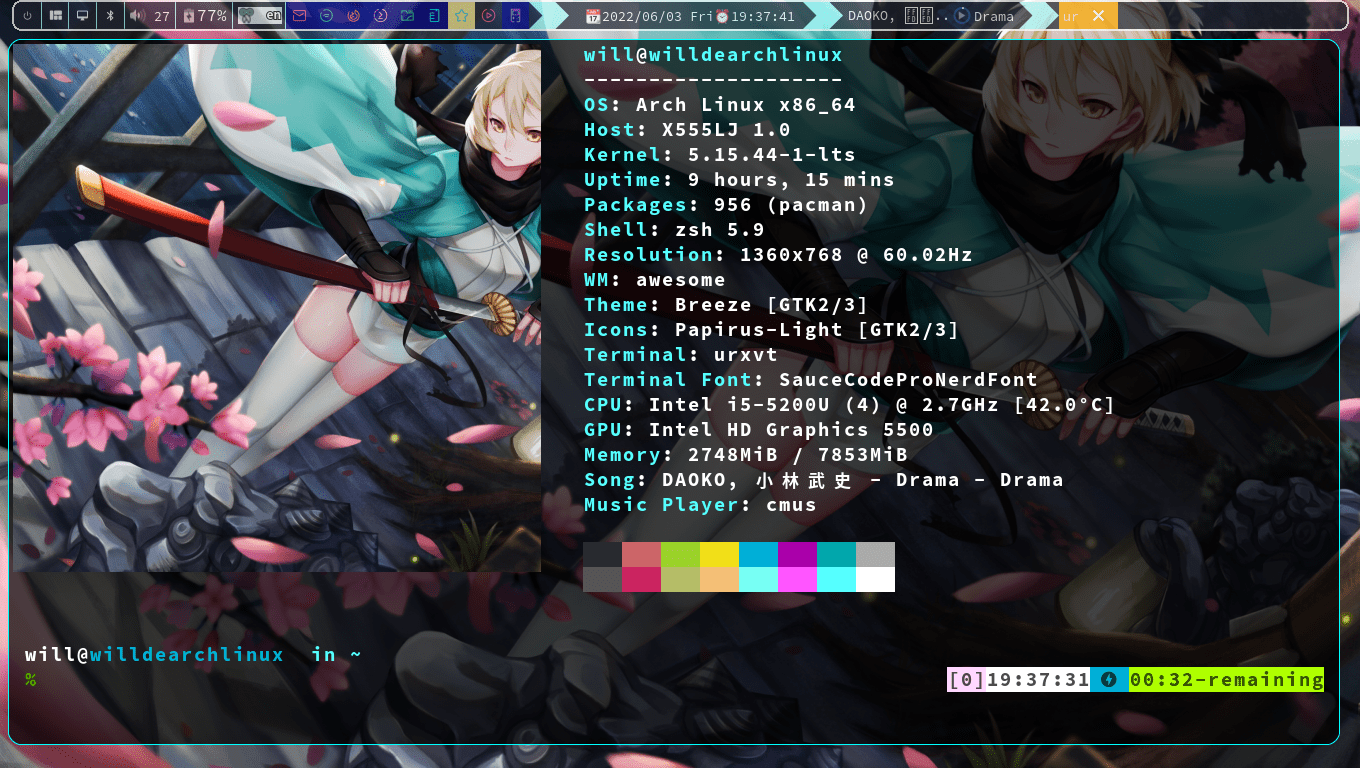 27 77% en 📅2022/06/03 Fri⏰19:37:41 DAOKO, .. Drama ur ✕
will@willdearchlinux
--------------------
OS: Arch Linux x86_64
Host: X555LJ 1.0
Kernel: 5.15.44-1-lts
Uptime: 9 hours, 15 mins
Packages: 956 (pacman)
Shell: zsh 5.9
Resolution: 1360x768 @ 60.02Hz
WM: awesome
Theme: Breeze [GTK2/3]
Icons: Papirus-Light [GTK2/3]
Terminal: urxvt
Terminal Font: SauceCodeProNerdFont
CPU: Intel i5-5200U (4) @ 2.7GHz [42.0°C]
GPU: Intel HD Graphics 5500
Memory: 2748MiB / 7853MiB
Song: DAOKO, 小林武史 - Drama - Drama
Music Player: cmus
will@willdearchlinux in ~
%
[0]19:37:31 00:32-remaining